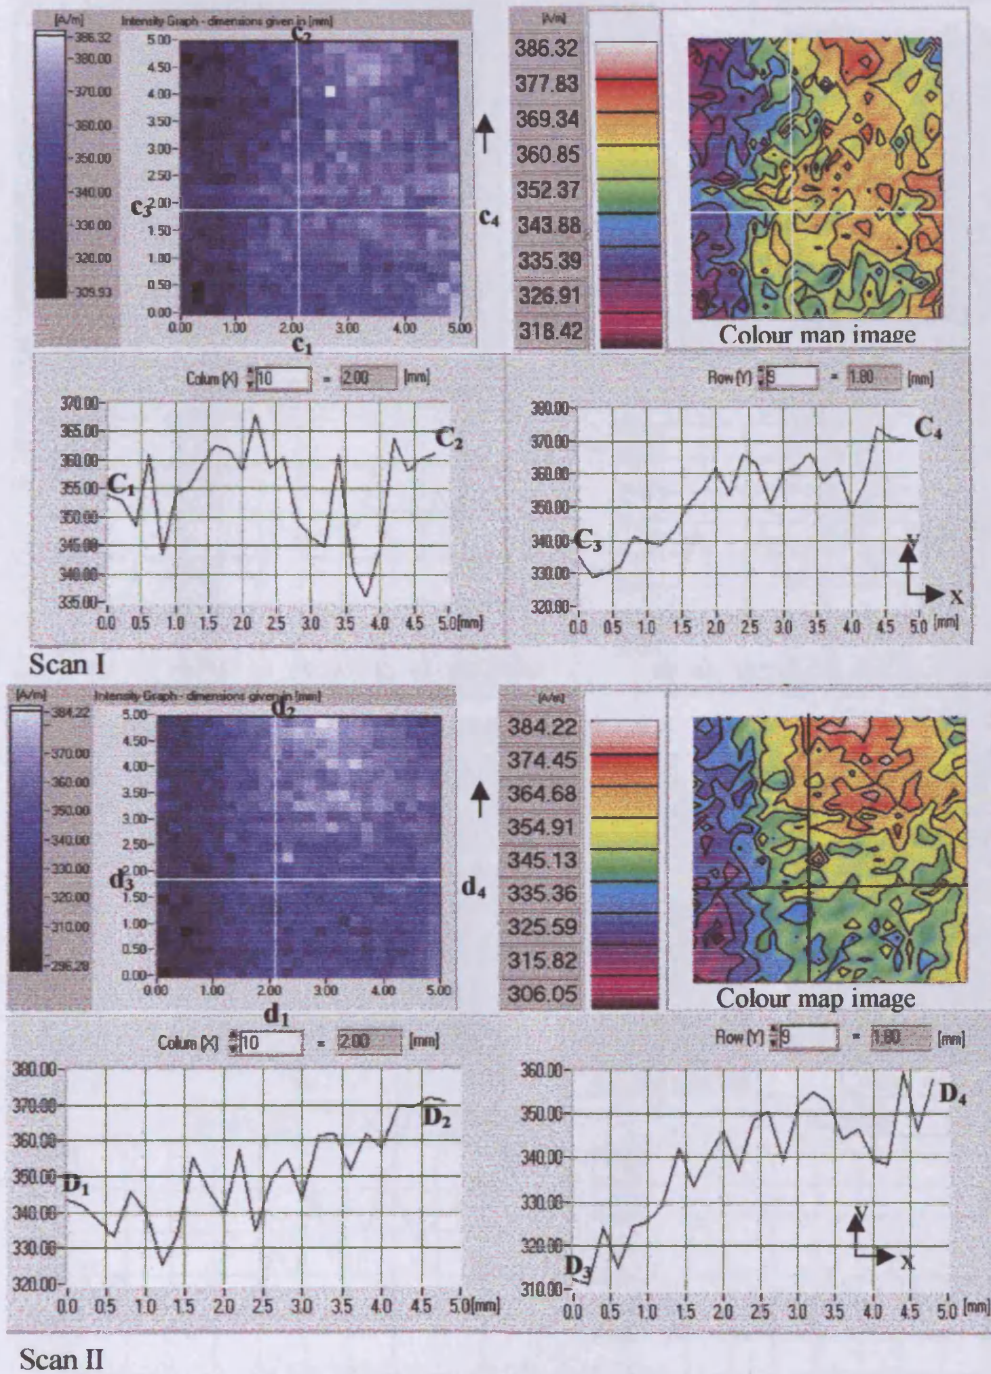 [A/m] Intensity Graph - dimensions given in [mm]
c₂
386.32
380.00
370.00
360.00
350.00
340.00
330.00
320.00
309.93
5.00
4.50
4.00
3.50
3.00
2.50
2.00
1.50
1.00
0.50
0.00
c₃
c₄
0.00 1.00 2.00 3.00 4.00 5.00
c₁
[A/m]
386.32
377.83
369.34
360.85
352.37
343.88
335.39
326.91
318.42
Colour map image
Colum (X) 10 = 2.00 [mm]
370.00
365.00
360.00
355.00
350.00
345.00
340.00
335.00
C₁
C₂
0.0 0.5 1.0 1.5 2.0 2.5 3.0 3.5 4.0 4.5 5.0[mm]
Row (Y) 9 = 1.80 [mm]
380.00
370.00
360.00
350.00
340.00
330.00
320.00
C₃
C₄
Y
X
0.0 0.5 1.0 1.5 2.0 2.5 3.0 3.5 4.0 4.5 5.0 [mm]
Scan I
[A/m] Intensity Graph - dimensions given in [mm]
d₂
384.22
370.00
360.00
350.00
340.00
330.00
320.00
310.00
296.28
5.00
4.50
4.00
3.50
3.00
2.50
2.00
1.50
1.00
0.50
0.00
d₃
d₄
0.00 1.00 2.00 3.00 4.00 5.00
d₁
[A/m]
384.22
374.45
364.68
354.91
345.13
335.36
325.59
315.82
306.05
Colour map image
Colum (X) 10 = 2.00 [mm]
380.00
370.00
360.00
350.00
340.00
330.00
320.00
D₁
D₂
0.0 0.5 1.0 1.5 2.0 2.5 3.0 3.5 4.0 4.5 5.0 [mm]
Row (Y) 9 = 1.80 [mm]
360.00
350.00
340.00
330.00
320.00
310.00
D₃
D₄
Y
X
0.0 0.5 1.0 1.5 2.0 2.5 3.0 3.5 4.0 4.5 5.0 [mm]
Scan II